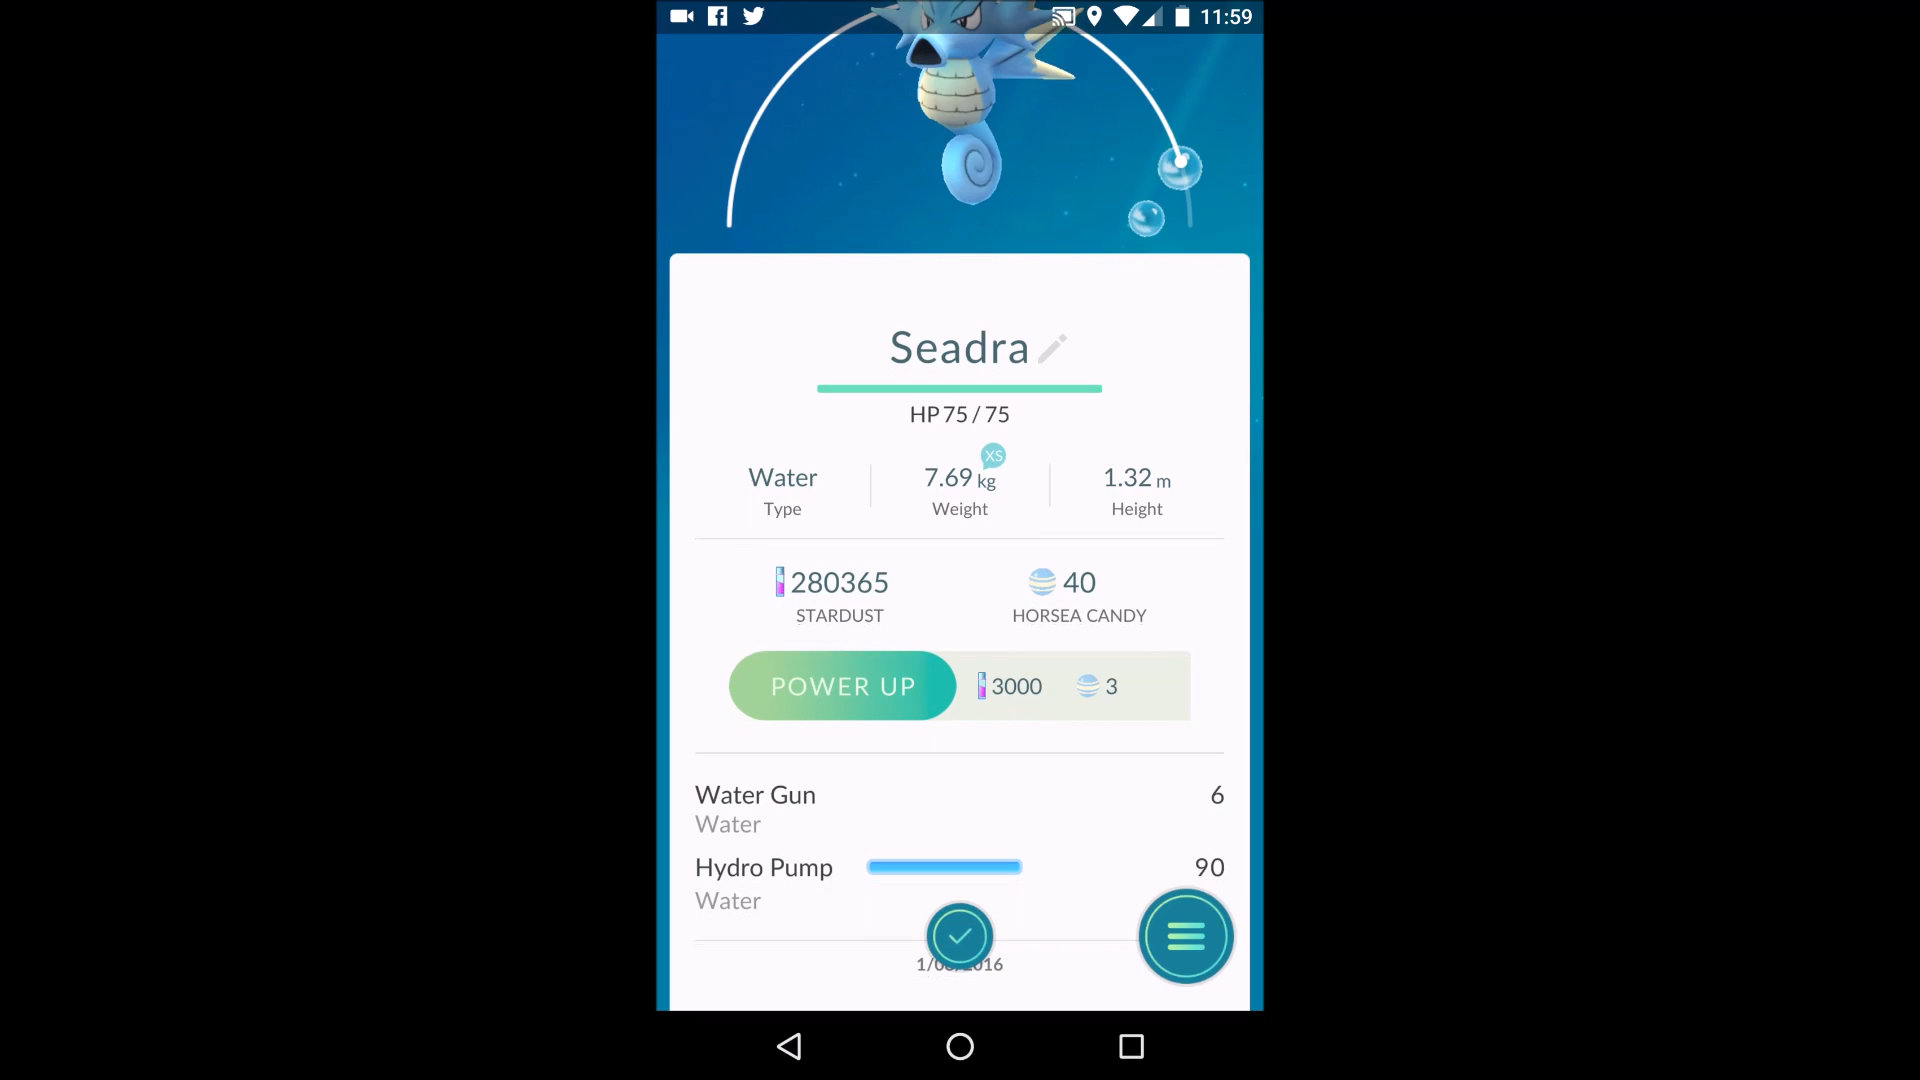 11:59
Seadra
HP 75 / 75
XS
Water
7.69 kg
1.32 m
Type
Weight
Height
280365
40
STARDUST
HORSEA CANDY
POWER UP
3000
3
Water Gun
6
Water
Hydro Pump
90
Water